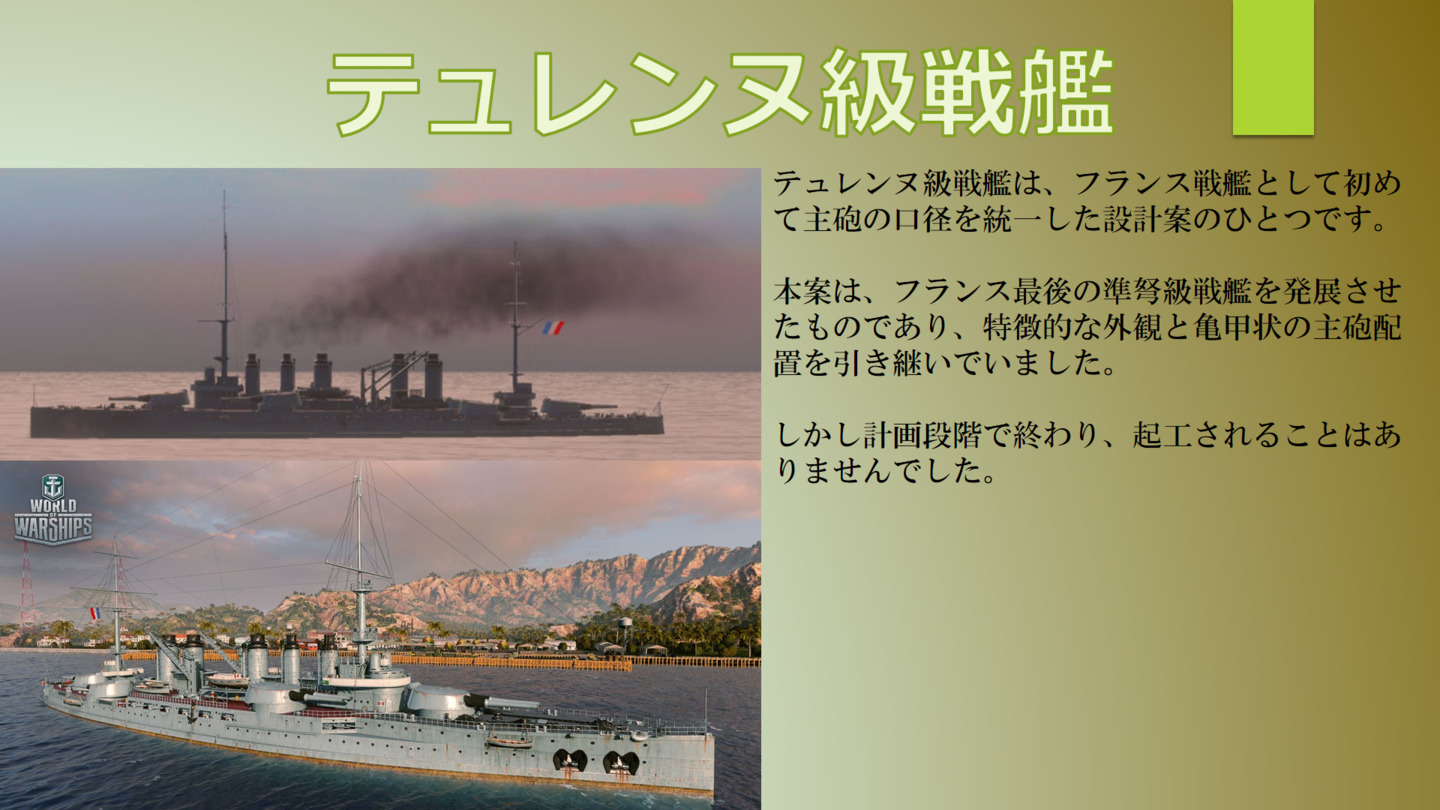 テュレンヌ級戦艦
テュレンヌ級戦艦は、フランス戦艦として初め
て主砲の口径を統一した設計案のひとつです。
本案は、フランス最後の準弩級戦艦を発展させ
たものであり、特徴的な外観と亀甲状の主砲配
置を引き継いでいました。
しかし計画段階で終わり、起工されることはあ
りませんでした。
WORLD
OF
WARSHIPS